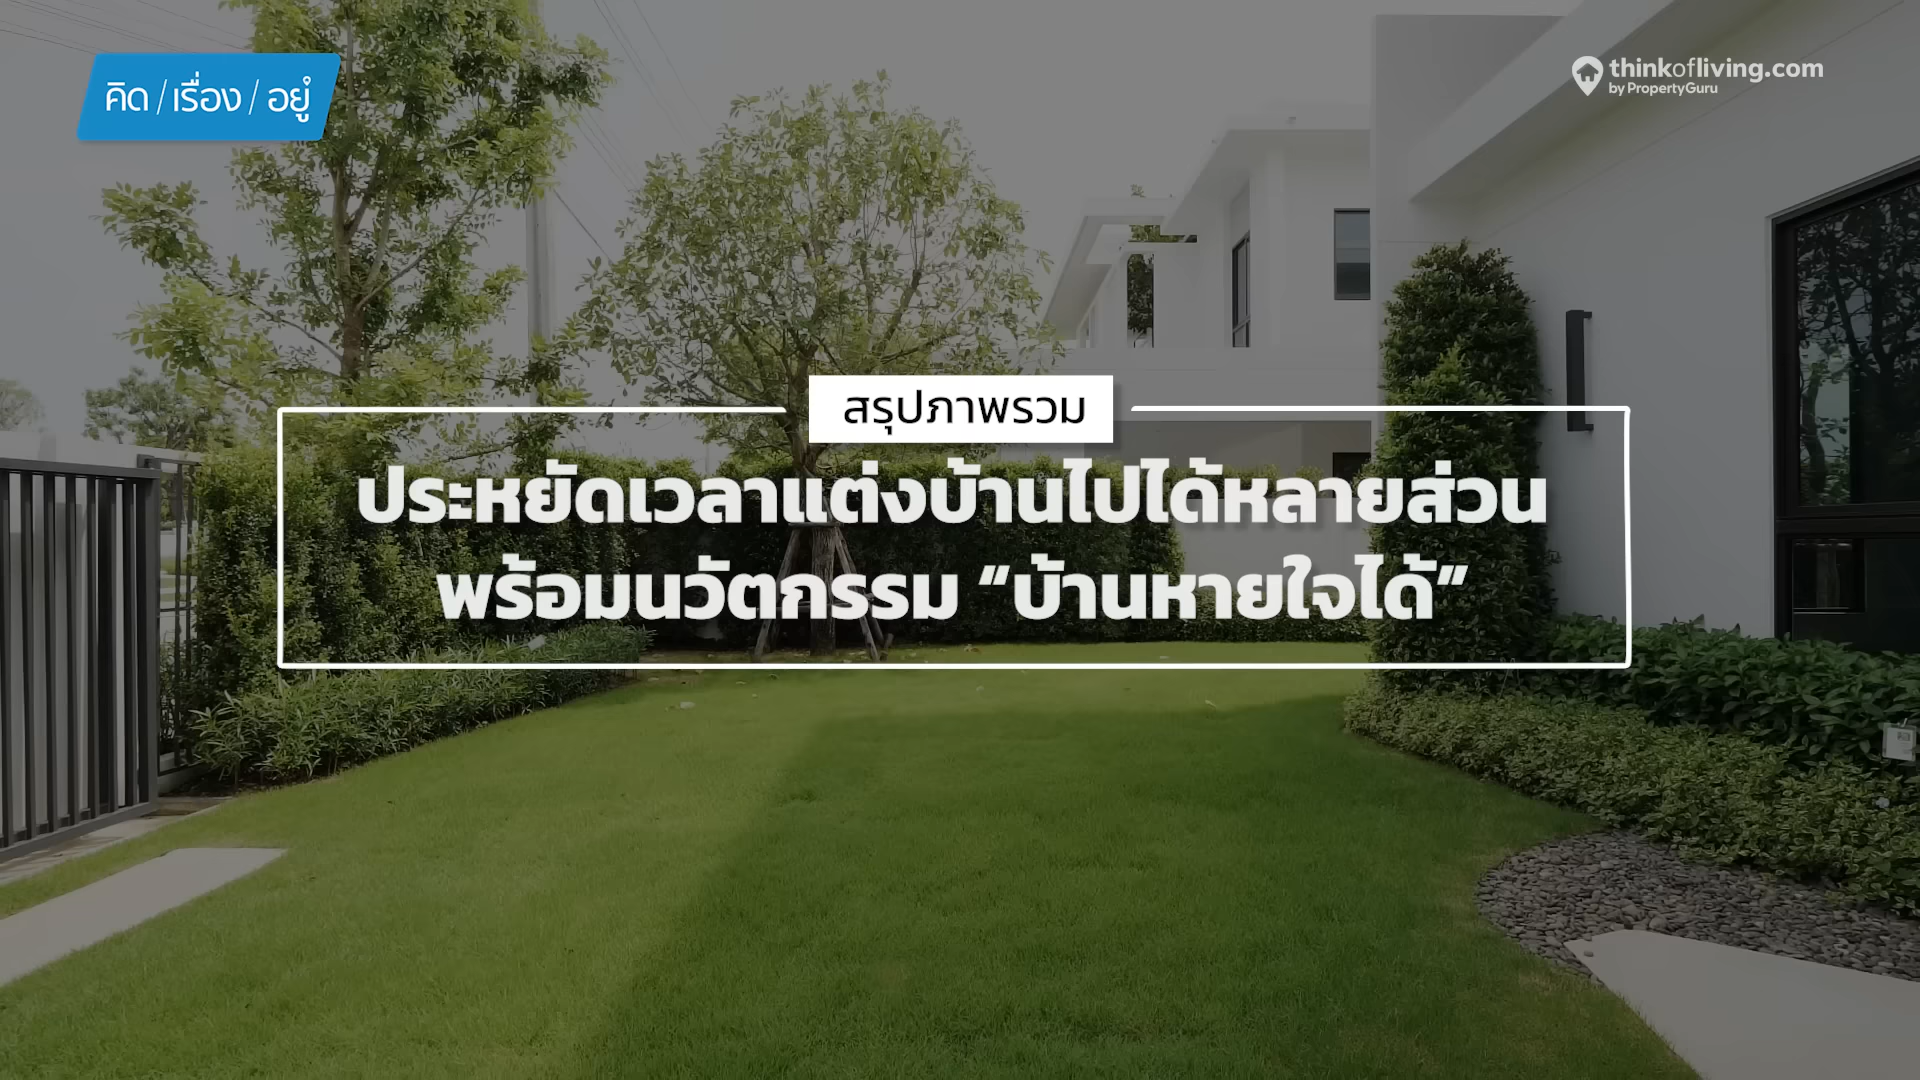 คิด/เรื่อง/อยู่
thinkofliving.com
by PropertyGuru
สรุปภาพรวม
ประหยัดเวลาแต่งบ้านไปได้หลายส่วน
พร้อมนวัตกรรม “บ้านหายใจได้”